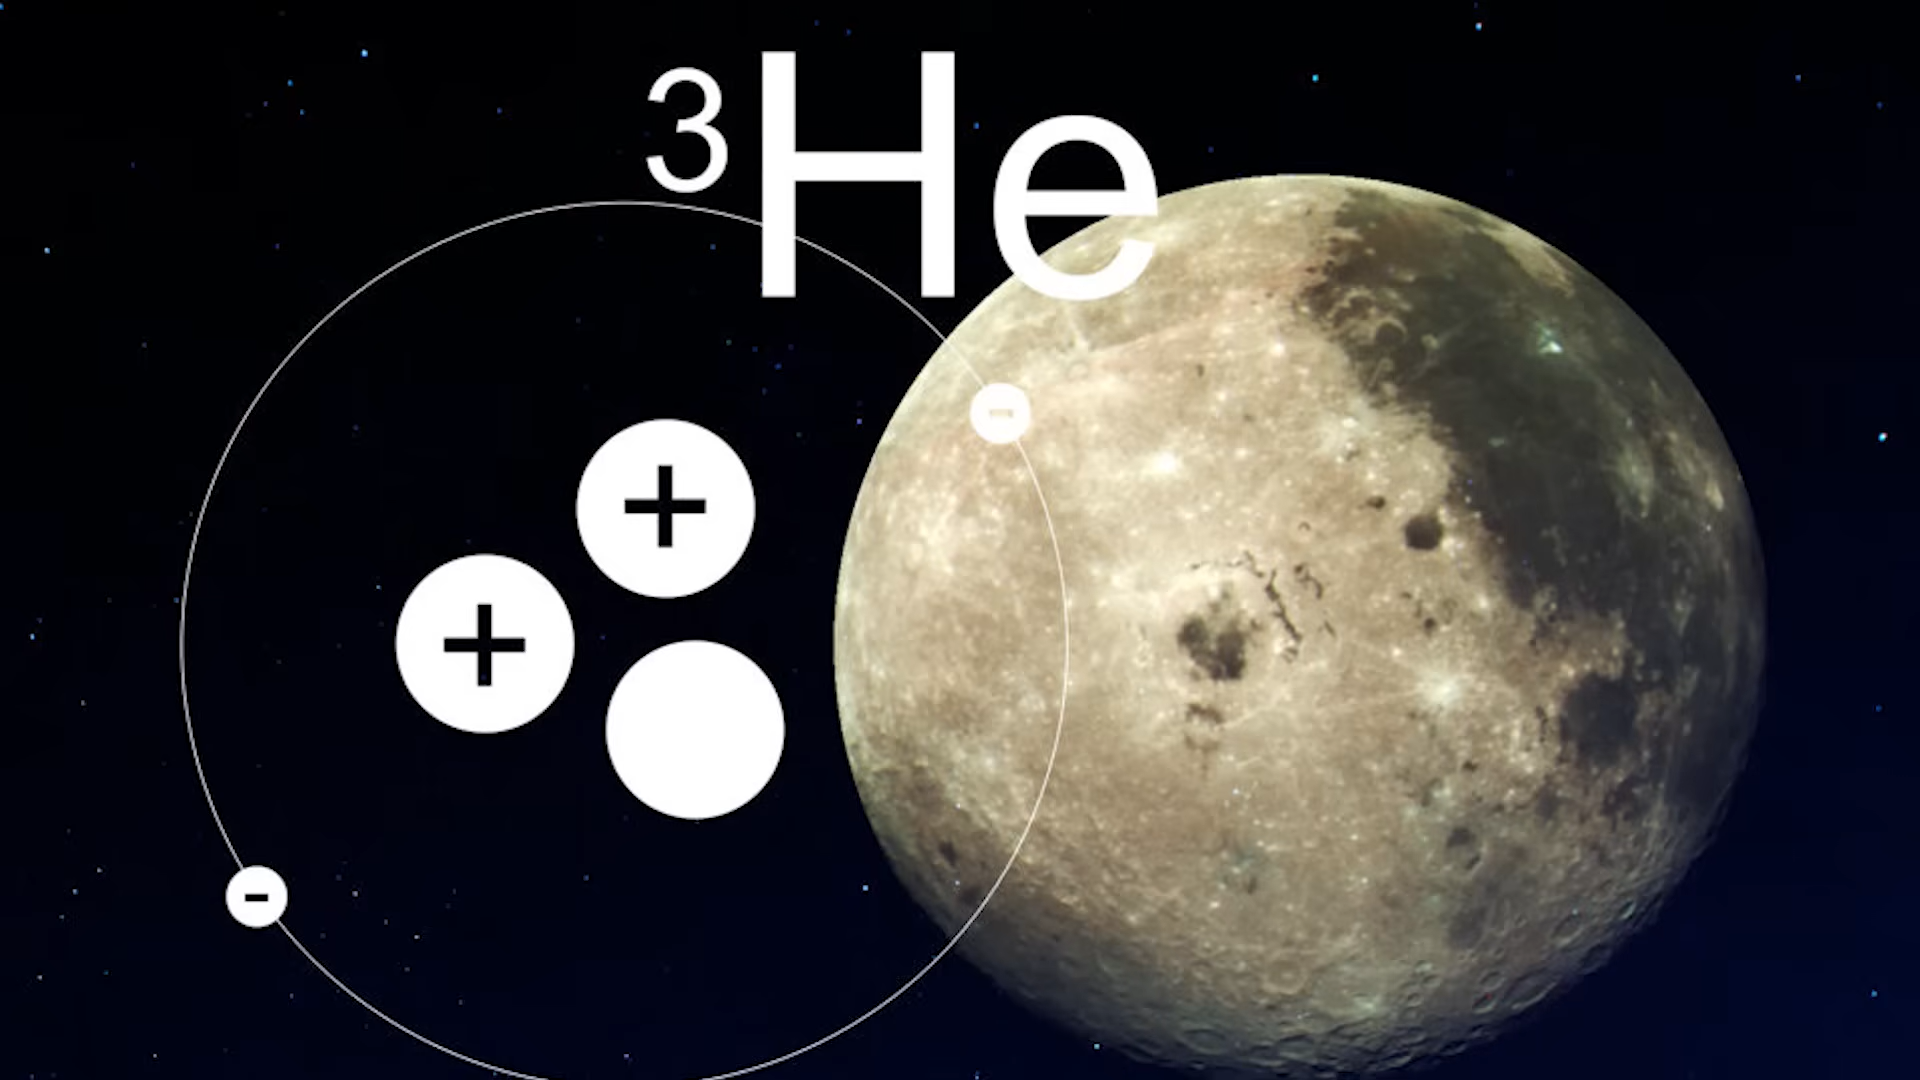 ³He
-
+
+
-